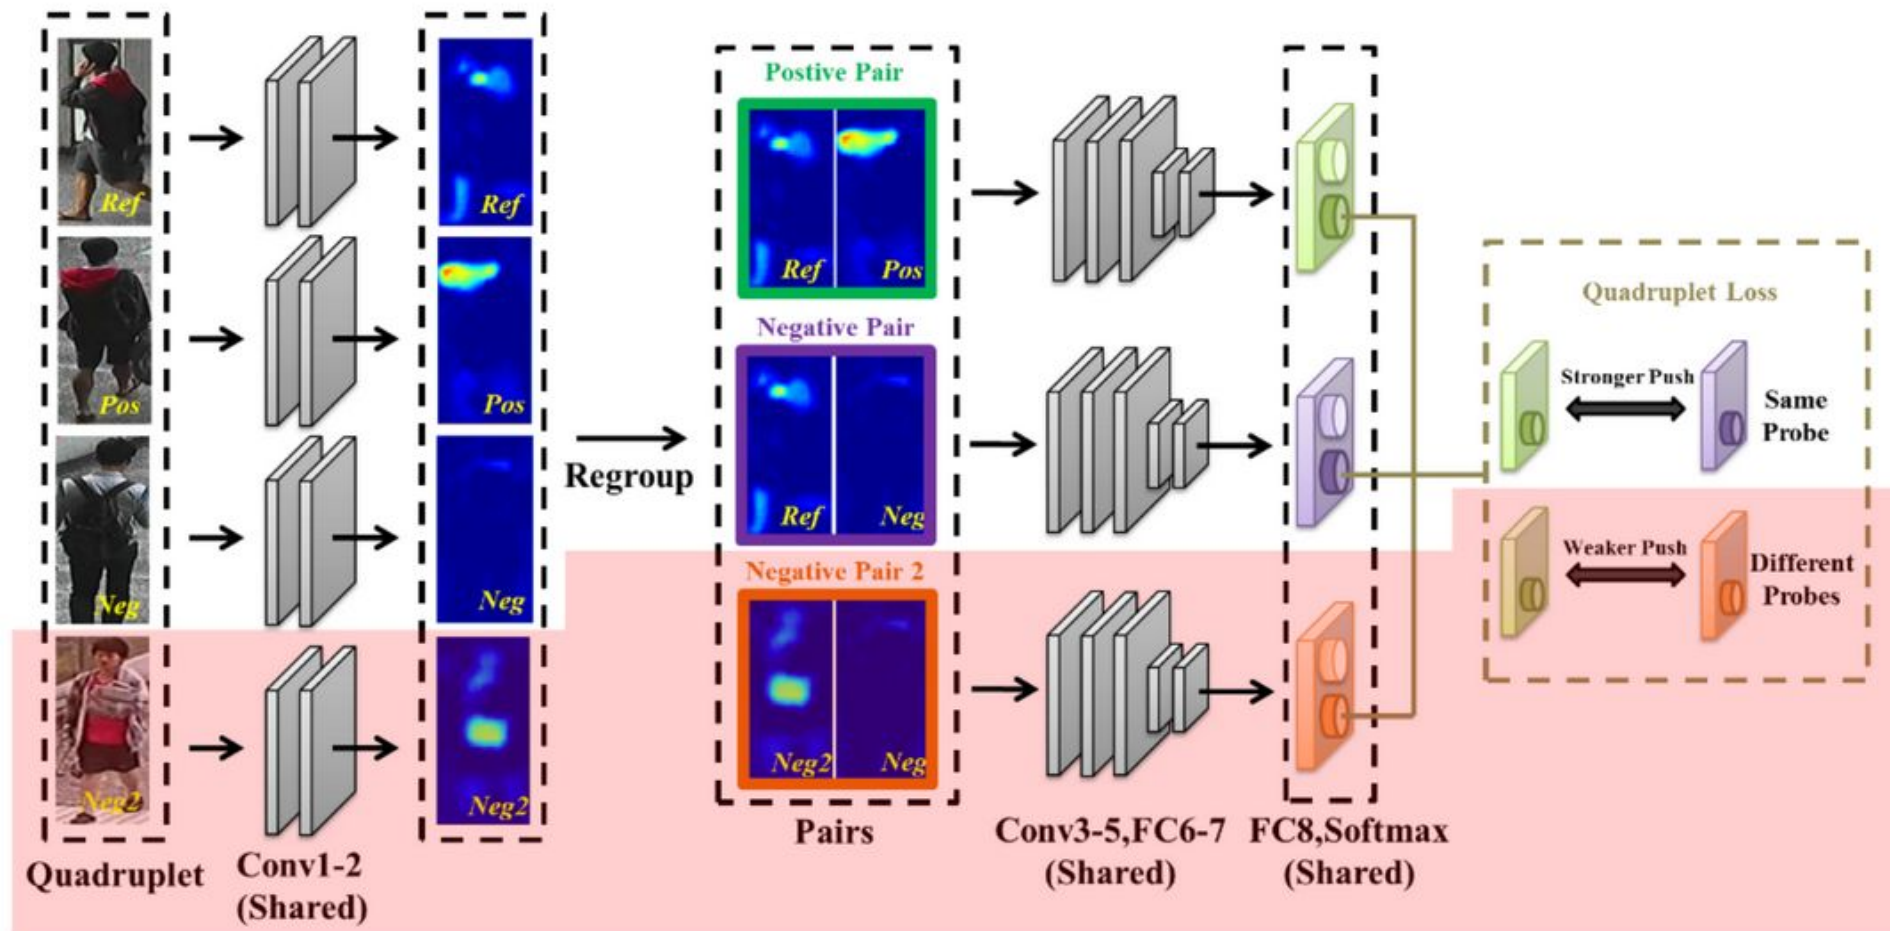 Ref
Pos
Neg
Neg2
Quadruplet
Conv1-2
(Shared)
Ref
Pos
Neg
Neg2
Regroup
Postive Pair
Ref Pos
Negative Pair
Ref Neg
Negative Pair 2
Neg2 Neg
Pairs
Conv3-5,FC6-7
(Shared)
FC8,Softmax
(Shared)
Quadruplet Loss
Stronger Push
Same
Probe
Weaker Push
Different
Probes